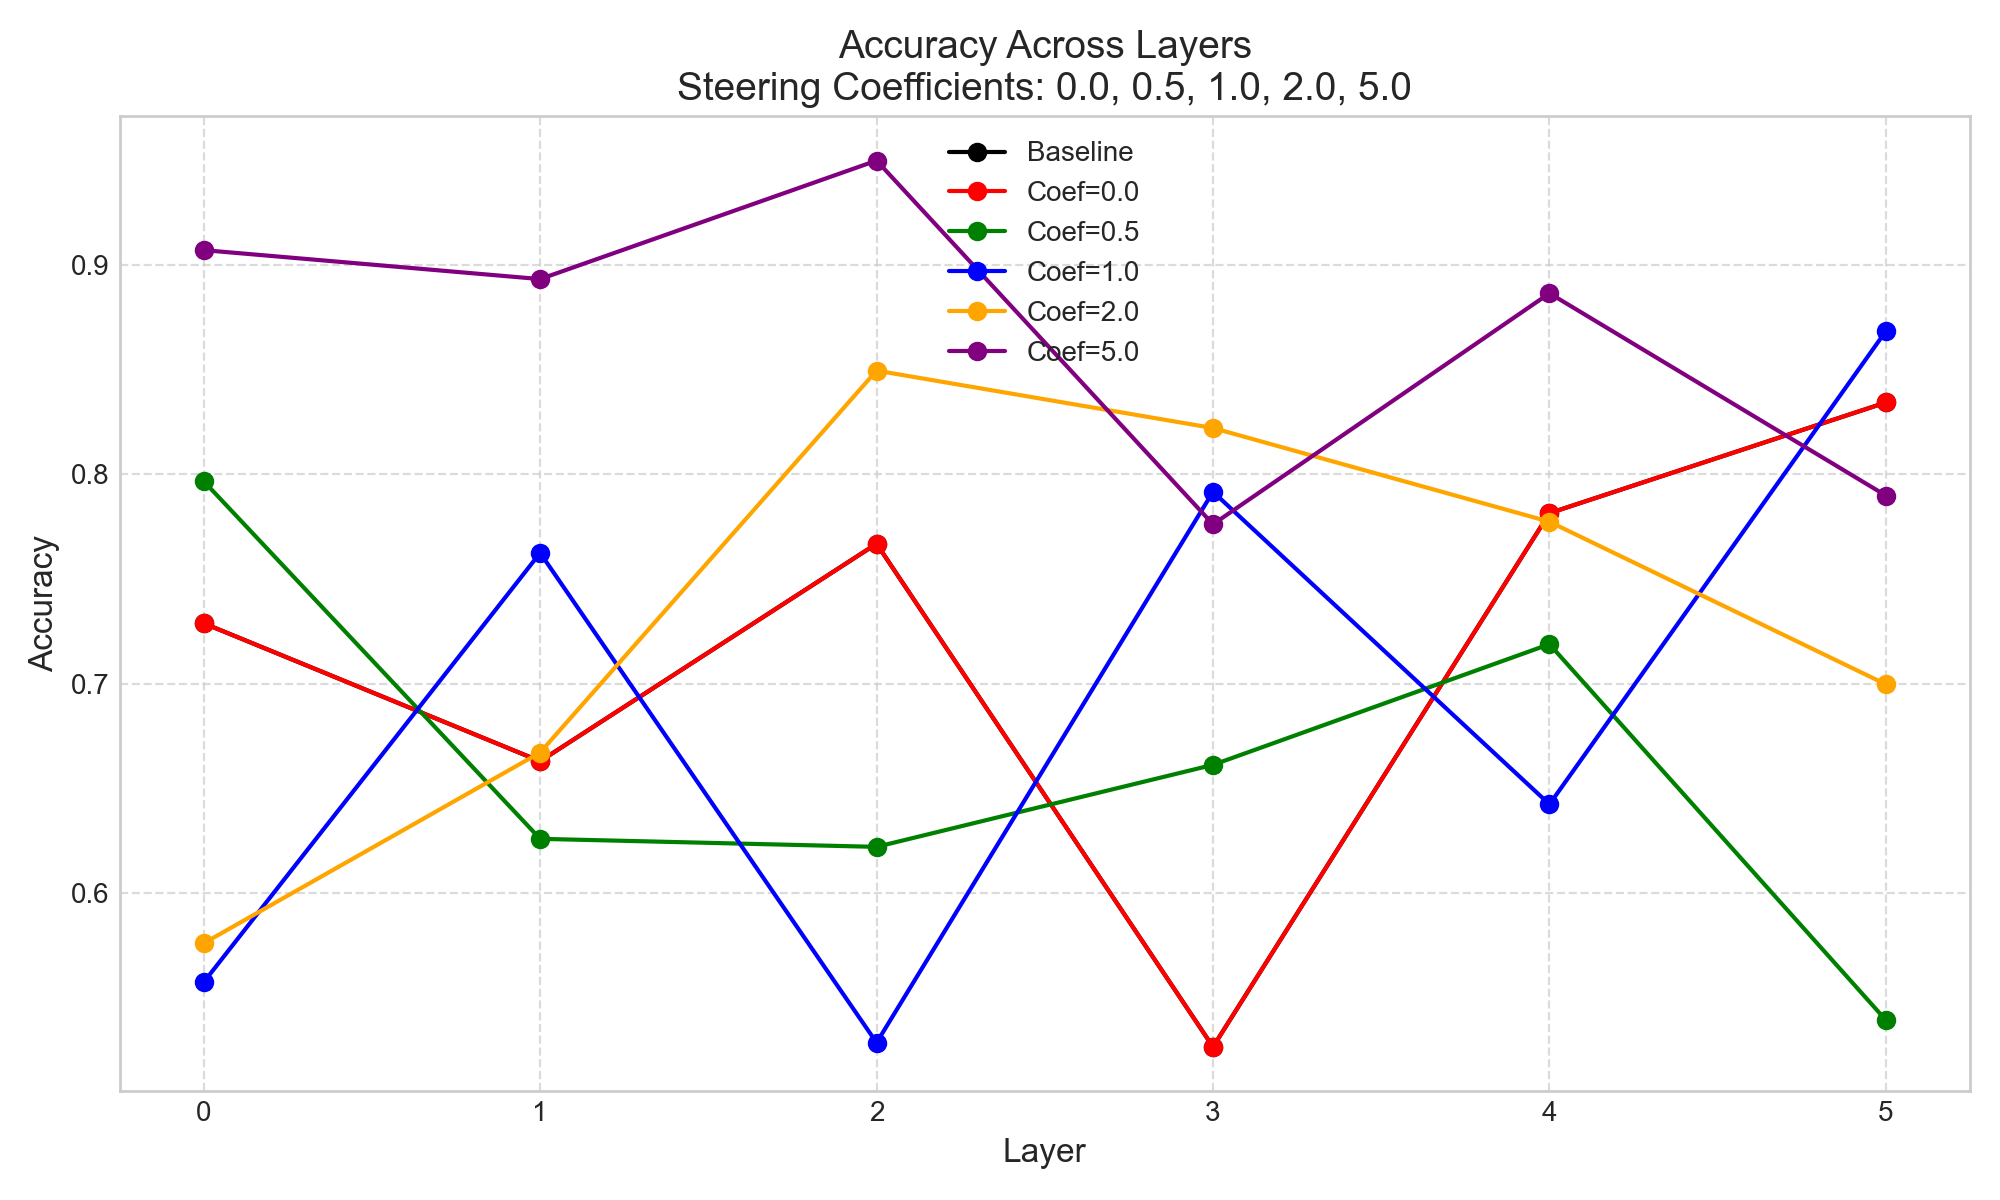 Accuracy Across Layers
Steering Coefficients: 0.0, 0.5, 1.0, 2.0, 5.0
Baseline
Coef=0.0
Coef=0.5
Coef=1.0
Coef=2.0
Coef=5.0
0.9
0.8
0.7
0.6
Accuracy
0 1 2 3 4 5
Layer